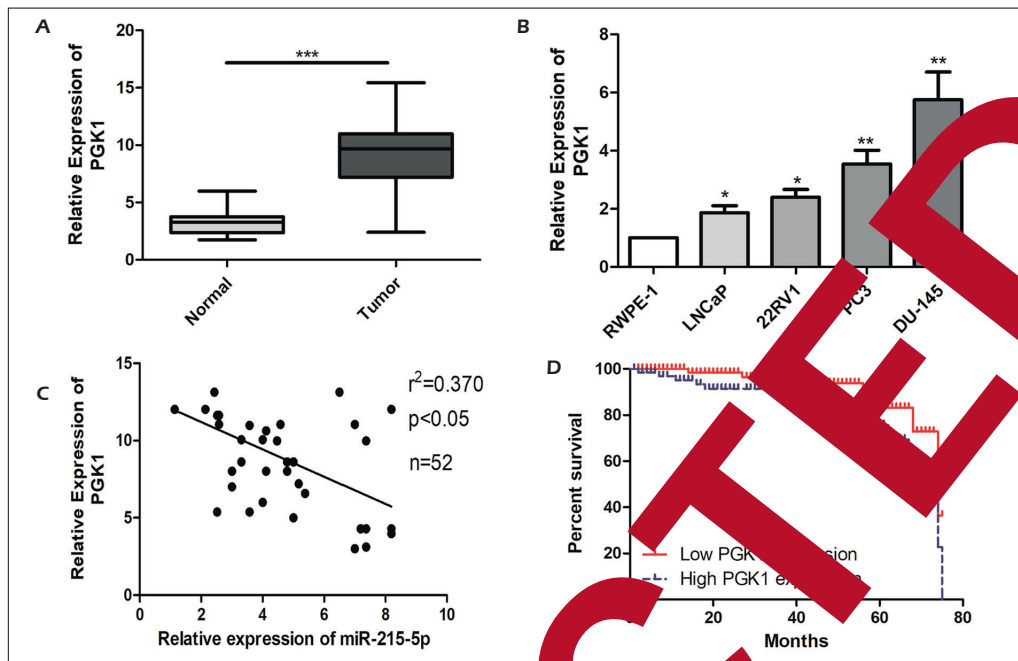 A
Relative Expression of
PGK1
20
15
10
5
0
***
Normal
Tumor
B
Relative Expression of
PGK1
8
6
4
2
0
*
*
**
**
RWPE-1
LNCaP
22RV1
PC3
DU-145
C
Relative Expression of
PGK1
15
10
5
0
r²=0.370
p<0.05
n=52
0
2
4
6
8
10
Relative expression of miR-215-5p
D
Percent survival
100
80
60
40
20
Low
High PGK1
20
40
60
80
Months
CTED